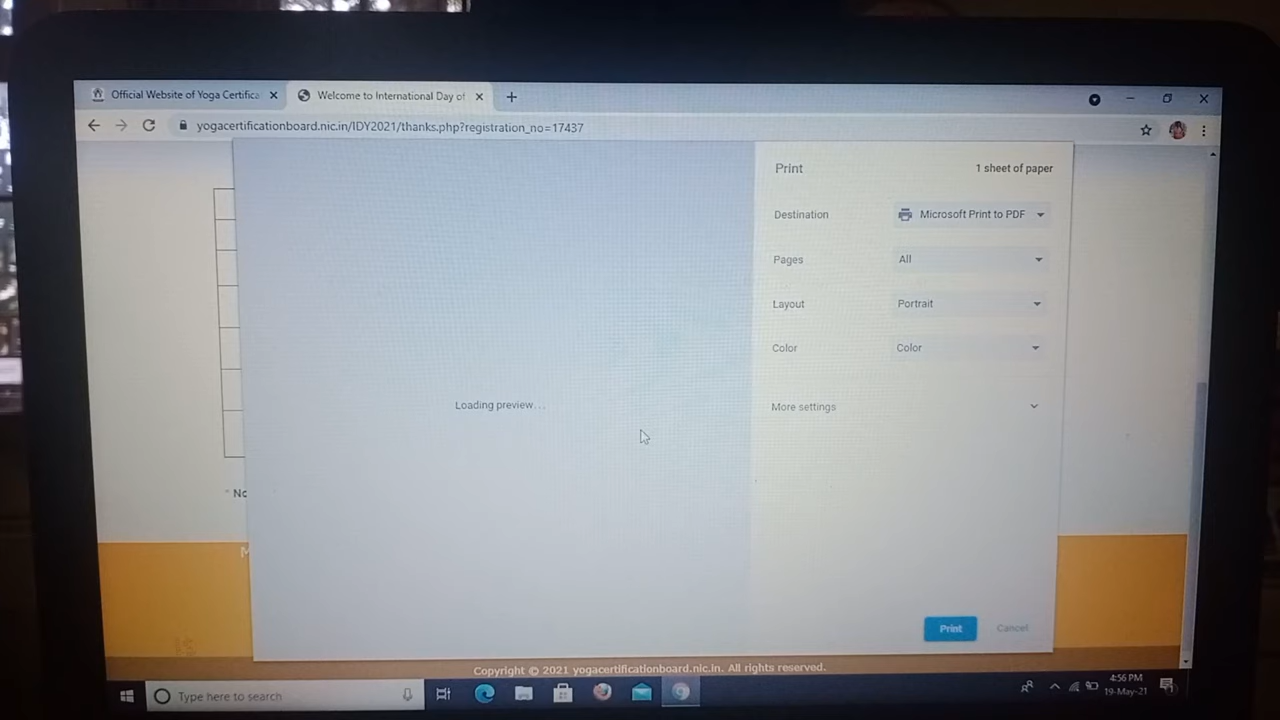 Official Website of Yoga Certifica
Welcome to International Day of
yogacertificationboard.nic.in/IDY2021/thanks.php?registration_no=17437
Print
1 sheet of paper
Destination
Microsoft Print to PDF
Pages
All
Layout
Portrait
Color
Color
Loading preview...
More settings
* No
M
Print
Cancel
Copyright © 2021 yogacertificationboard.nic.in. All rights reserved.
Type here to search
4:56 PM
19-May-21